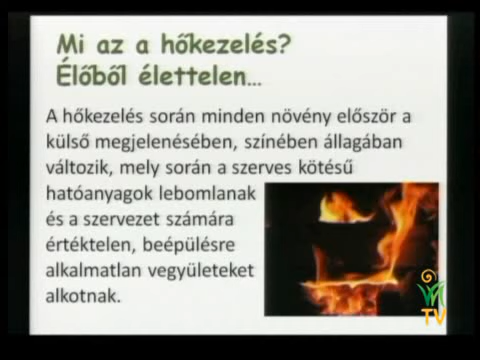 Mi az a hőkezelés?
Élőből élettelen...
A hőkezelés során minden növény először a
külső megjelenésében, színében állagában
változik, mely során a szerves kötésű
hatóanyagok lebomlanak
és a szervezet számára
értéktelen, beépülésre
alkalmatlan vegyületeket
alkotnak.
TV